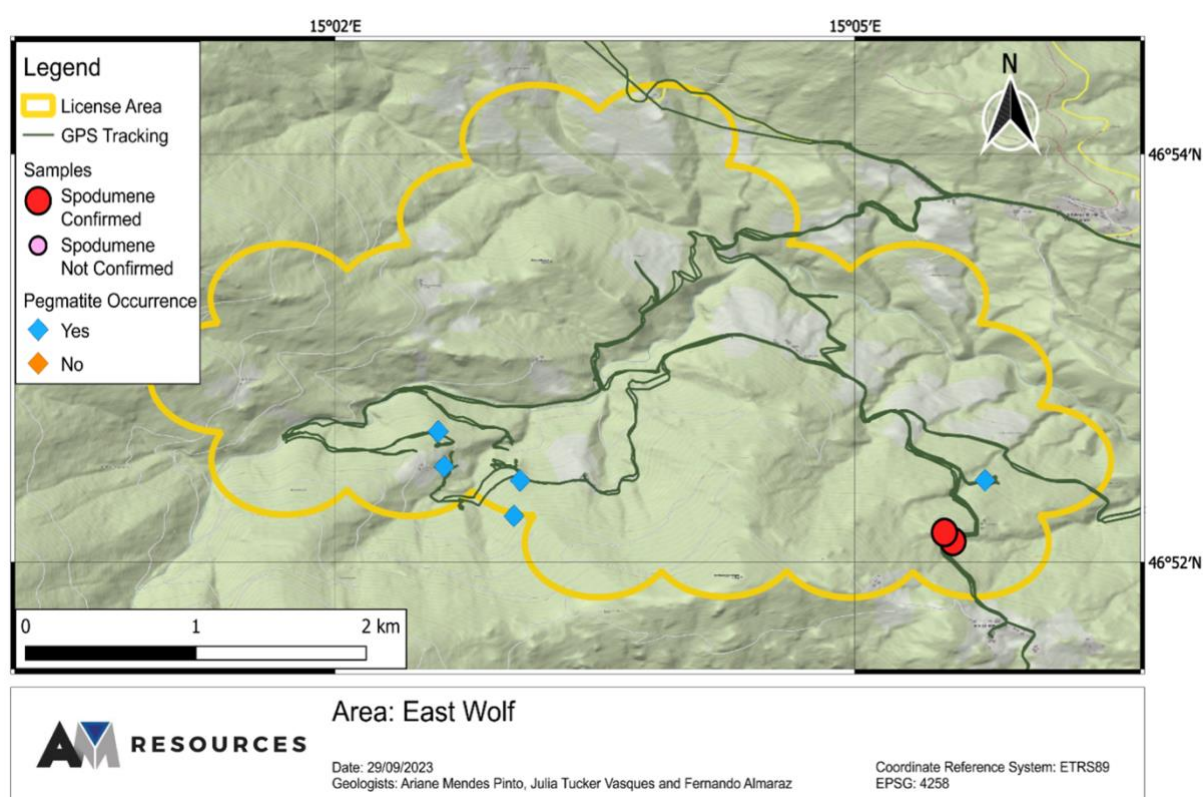 15°02'E
15°05'E
Legend
License Area
GPS Tracking
Samples
Spodumene
Confirmed
Spodumene
Not Confirmed
Pegmatite Occurrence
Yes
No
N
46°54'N
46°52'N
0 1 2 km
AM RESOURCES
Area: East Wolf
Date: 29/09/2023
Geologists: Ariane Mendes Pinto, Julia Tucker Vasques and Fernando Almaraz
Coordinate Reference System: ETRS89
EPSG: 4258